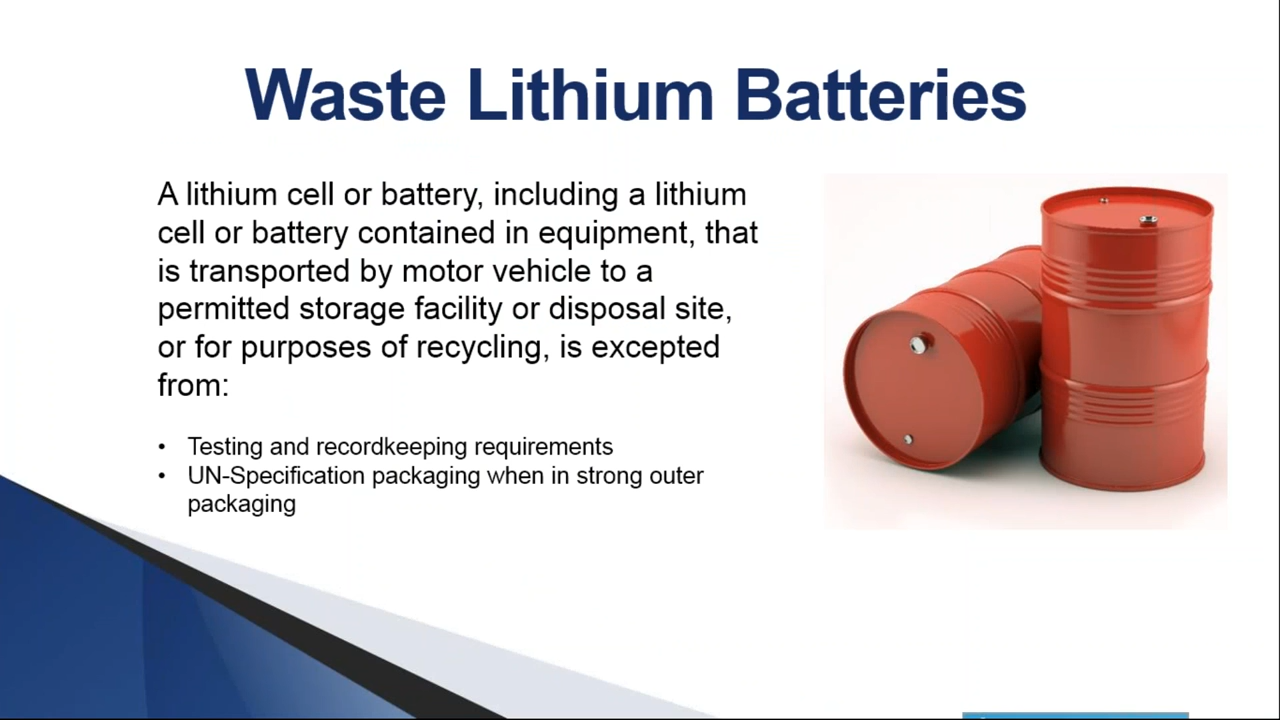 Waste Lithium Batteries
A lithium cell or battery, including a lithium
cell or battery contained in equipment, that
is transported by motor vehicle to a
permitted storage facility or disposal site,
or for purposes of recycling, is excepted
from:
• Testing and recordkeeping requirements
• UN-Specification packaging when in strong outer
packaging